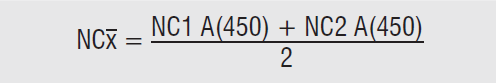 NCx̅ = NC1 A(450) + NC2 A(450)
2